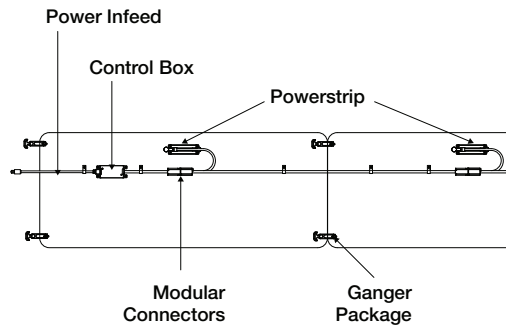 Power Infeed
Control Box
Powerstrip
Modular
Connectors
Ganger
Package